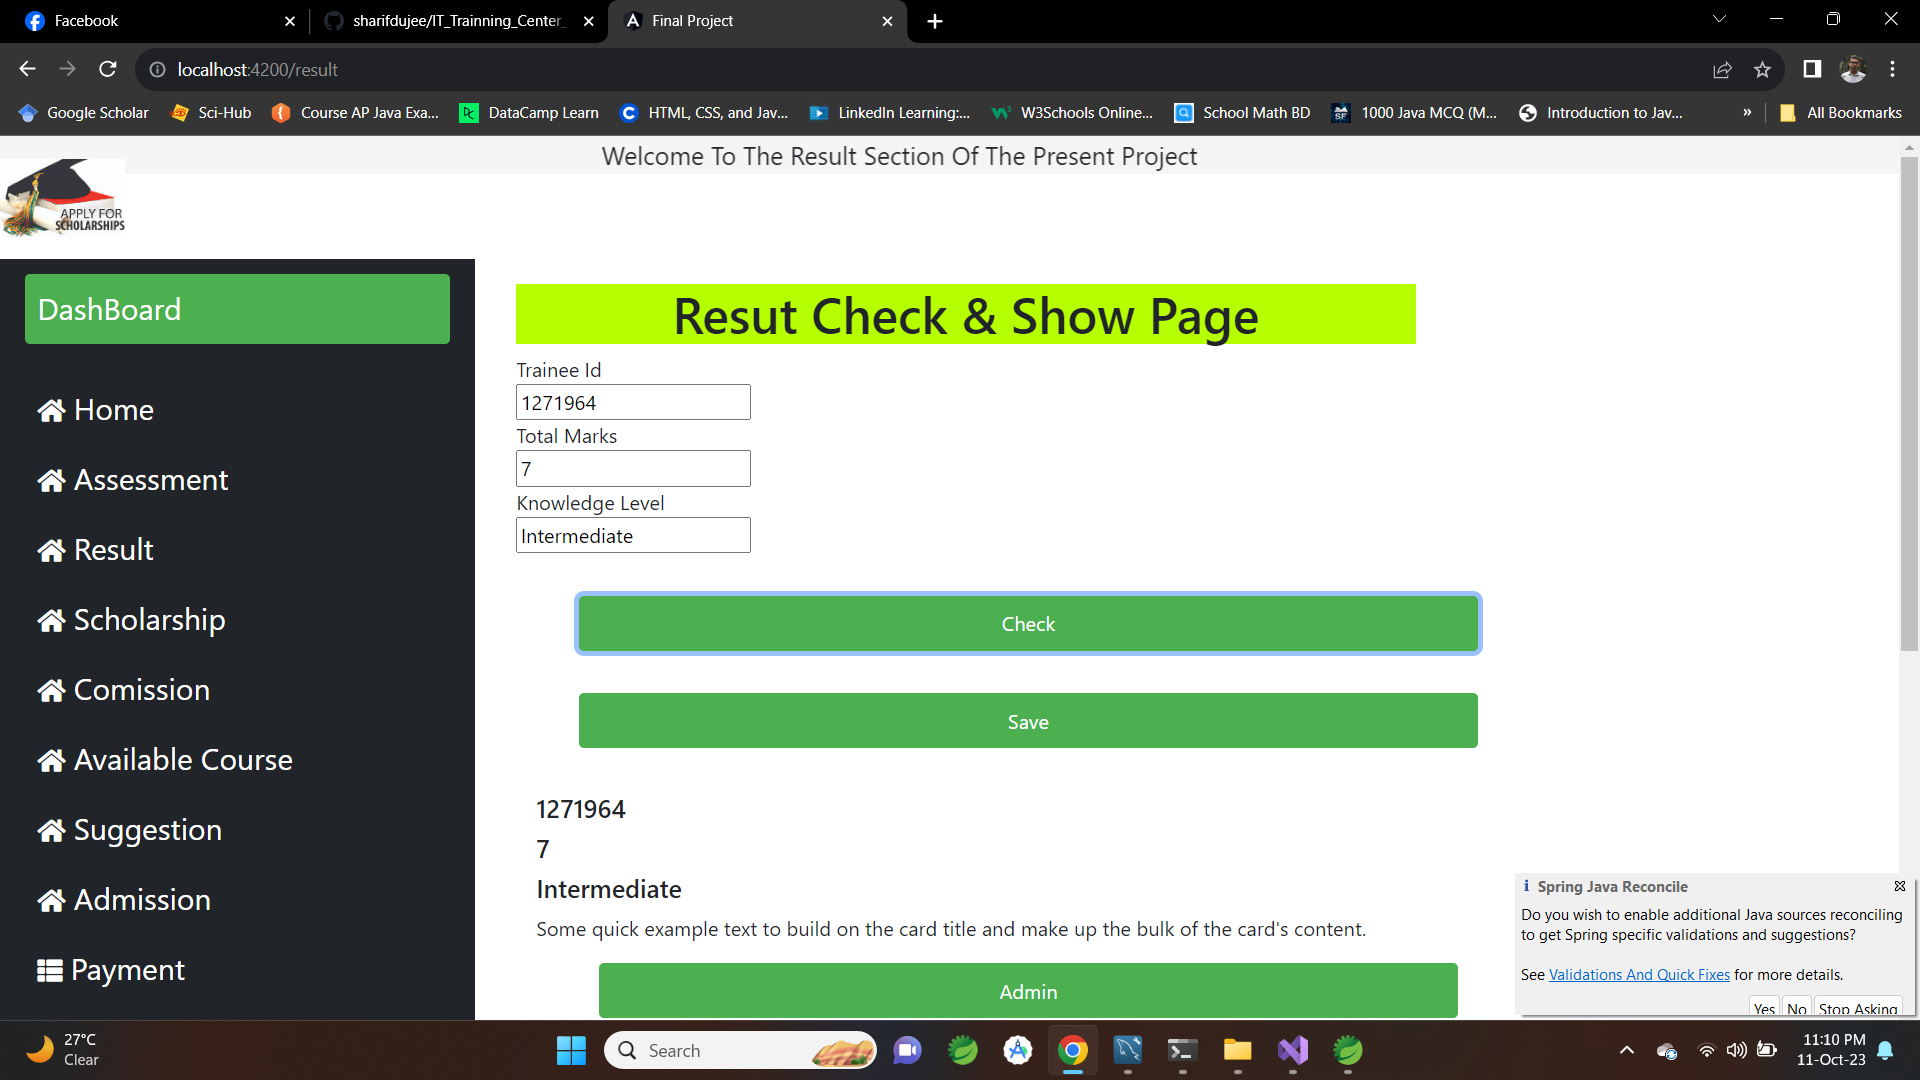 Facebook
sharifdujee/IT_Trainning_Center_
Final Project
localhost:4200/result
Google Scholar
Sci-Hub
Course AP Java Exa...
DataCamp Learn
HTML, CSS, and Jav...
LinkedIn Learning:...
W3Schools Online...
School Math BD
1000 Java MCQ (M...
Introduction to Jav...
»
All Bookmarks
Welcome To The Result Section Of The Present Project
APPLY FOR
SCHOLARSHIPS
DashBoard
Home
Assessment
Result
Scholarship
Comission
Available Course
Suggestion
Admission
Payment
Resut Check & Show Page
Trainee Id
1271964
Total Marks
7
Knowledge Level
Intermediate
Check
Save
1271964
7
Intermediate
Some quick example text to build on the card title and make up the bulk of the card's content.
Admin
Spring Java Reconcile
Do you wish to enable additional Java sources reconciling
to get Spring specific validations and suggestions?
See Validations And Quick Fixes for more details.
Yes No Stop Asking
27°C
Clear
Search
11:10 PM
11-Oct-23